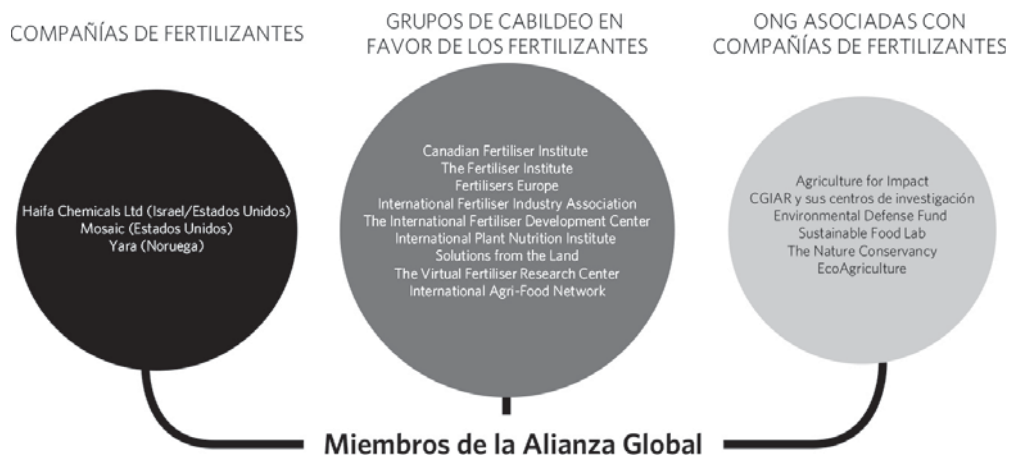 COMPAÑÍAS DE FERTILIZANTES
Haifa Chemicals Ltd (Israel/Estados Unidos)
Mosaic (Estados Unidos)
Yara (Noruega)
GRUPOS DE CABILDEO EN
FAVOR DE LOS FERTILIZANTES
Canadian Fertiliser Institute
The Fertiliser Institute
Fertilisers Europe
International Fertiliser Industry Association
The International Fertiliser Development Center
International Plant Nutrition Institute
Solutions from the Land
The Virtual Fertiliser Research Center
International Agri-Food Network
ONG ASOCIADAS CON
COMPAÑÍAS DE FERTILIZANTES
Agriculture for Impact
CGIAR y sus centros de investigación
Environmental Defense Fund
Sustainable Food Lab
The Nature Conservancy
EcoAgriculture
Miembros de la Alianza Global